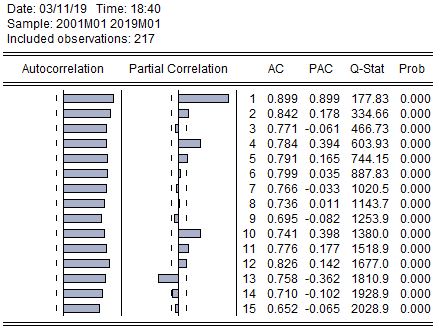 Date: 03/11/19 Time: 18:40
Sample: 2001M01 2019M01
Included observations: 217
Autocorrelation Partial Correlation AC PAC Q-Stat Prob
1 0.899 0.899 177.83 0.000
2 0.842 0.178 334.66 0.000
3 0.771 -0.061 466.73 0.000
4 0.784 0.394 603.93 0.000
5 0.791 0.165 744.15 0.000
6 0.799 0.035 887.83 0.000
7 0.766 -0.033 1020.5 0.000
8 0.736 0.011 1143.7 0.000
9 0.695 -0.082 1253.9 0.000
10 0.741 0.398 1380.0 0.000
11 0.776 0.177 1518.9 0.000
12 0.826 0.142 1677.0 0.000
13 0.758 -0.362 1810.9 0.000
14 0.710 -0.102 1928.9 0.000
15 0.652 -0.065 2028.9 0.000